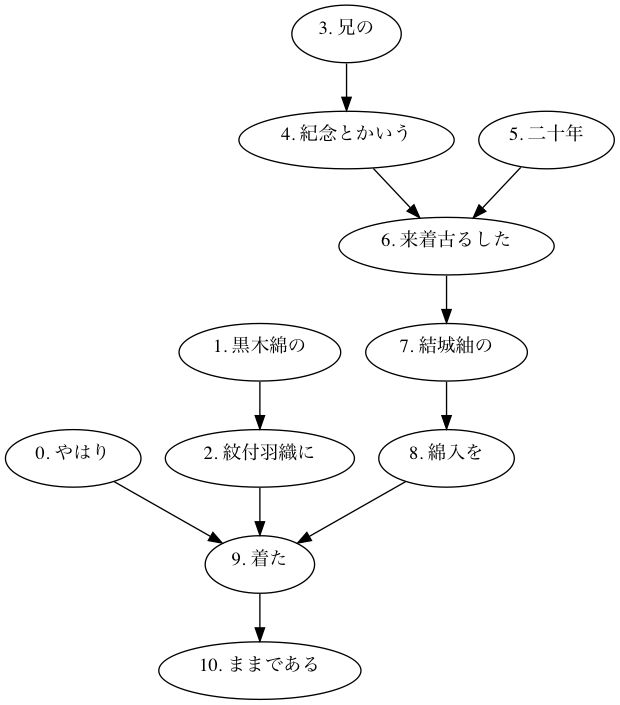 3. 兄の
4. 紀念とかいう
5. 二十年
6. 来着古るした
1. 黒木綿の
7. 結城紬の
0. やはり
2. 紋付羽織に
8. 綿入を
9. 着た
10. ままである